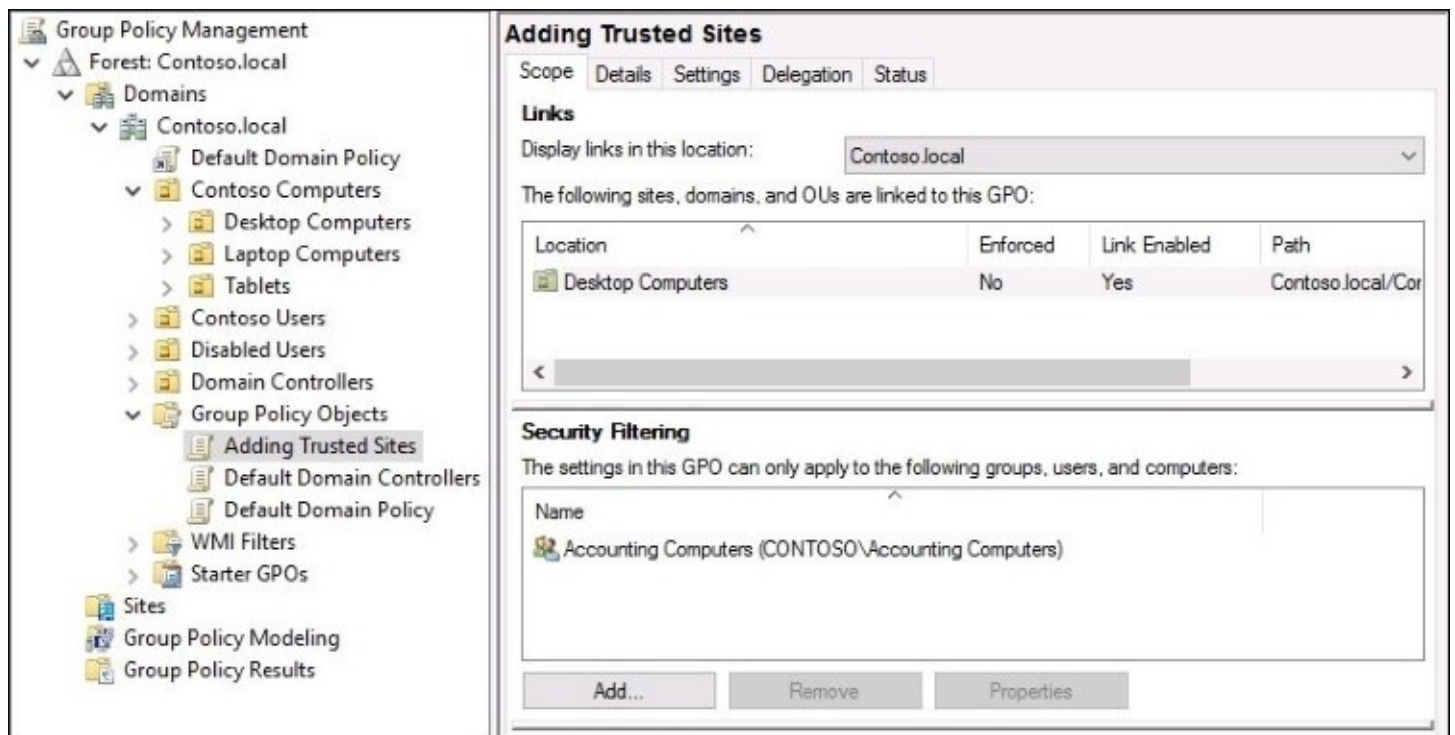 Group Policy Management
Forest: Contoso.local
Domains
Contoso.local
Default Domain Policy
Contoso Computers
Desktop Computers
Laptop Computers
Tablets
Contoso Users
Disabled Users
Domain Controllers
Group Policy Objects
Adding Trusted Sites
Default Domain Controllers
Default Domain Policy
WMI Filters
Starter GPOs
Sites
Group Policy Modeling
Group Policy Results
Adding Trusted Sites
Scope Details Settings Delegation Status
Links
Display links in this location: Contoso.local
The following sites, domains, and OUs are linked to this GPO:
Location Enforced Link Enabled Path
Desktop Computers No Yes Contoso.local/Cor
Security Filtering
The settings in this GPO can only apply to the following groups, users, and computers:
Name
Accounting Computers (CONTOSO\Accounting Computers)
Add... Remove Properties